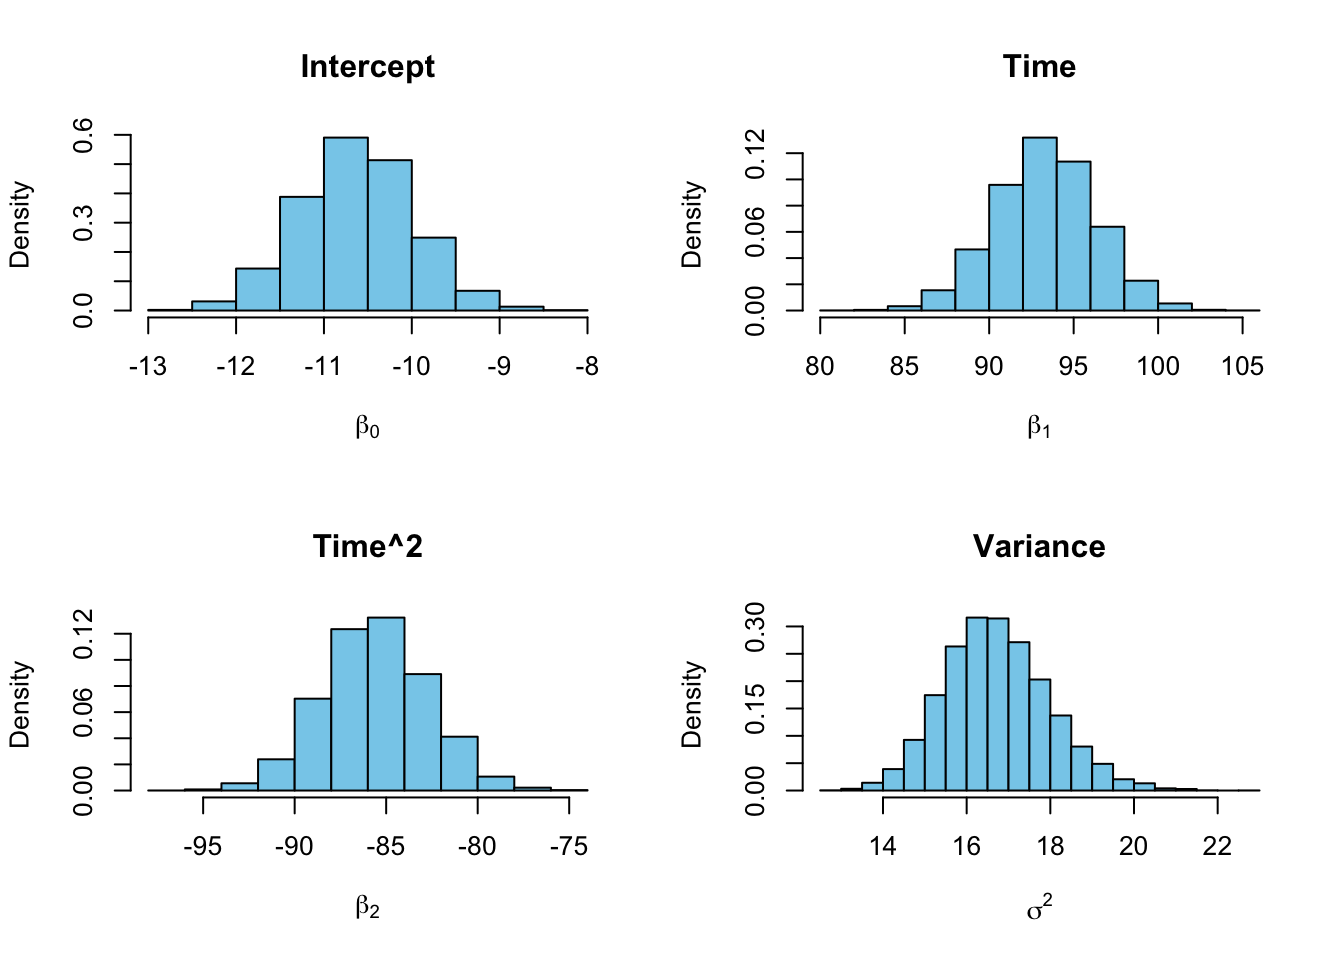 Intercept
Density
0.0 0.3 0.6
-13 -12 -11 -10 -9 -8
β0
Time
Density
0.00 0.06 0.12
80 85 90 95 100 105
β1
Time^2
Density
0.00 0.06 0.12
-95 -90 -85 -80 -75
β2
Variance
Density
0.00 0.15 0.30
14 16 18 20 22
σ2